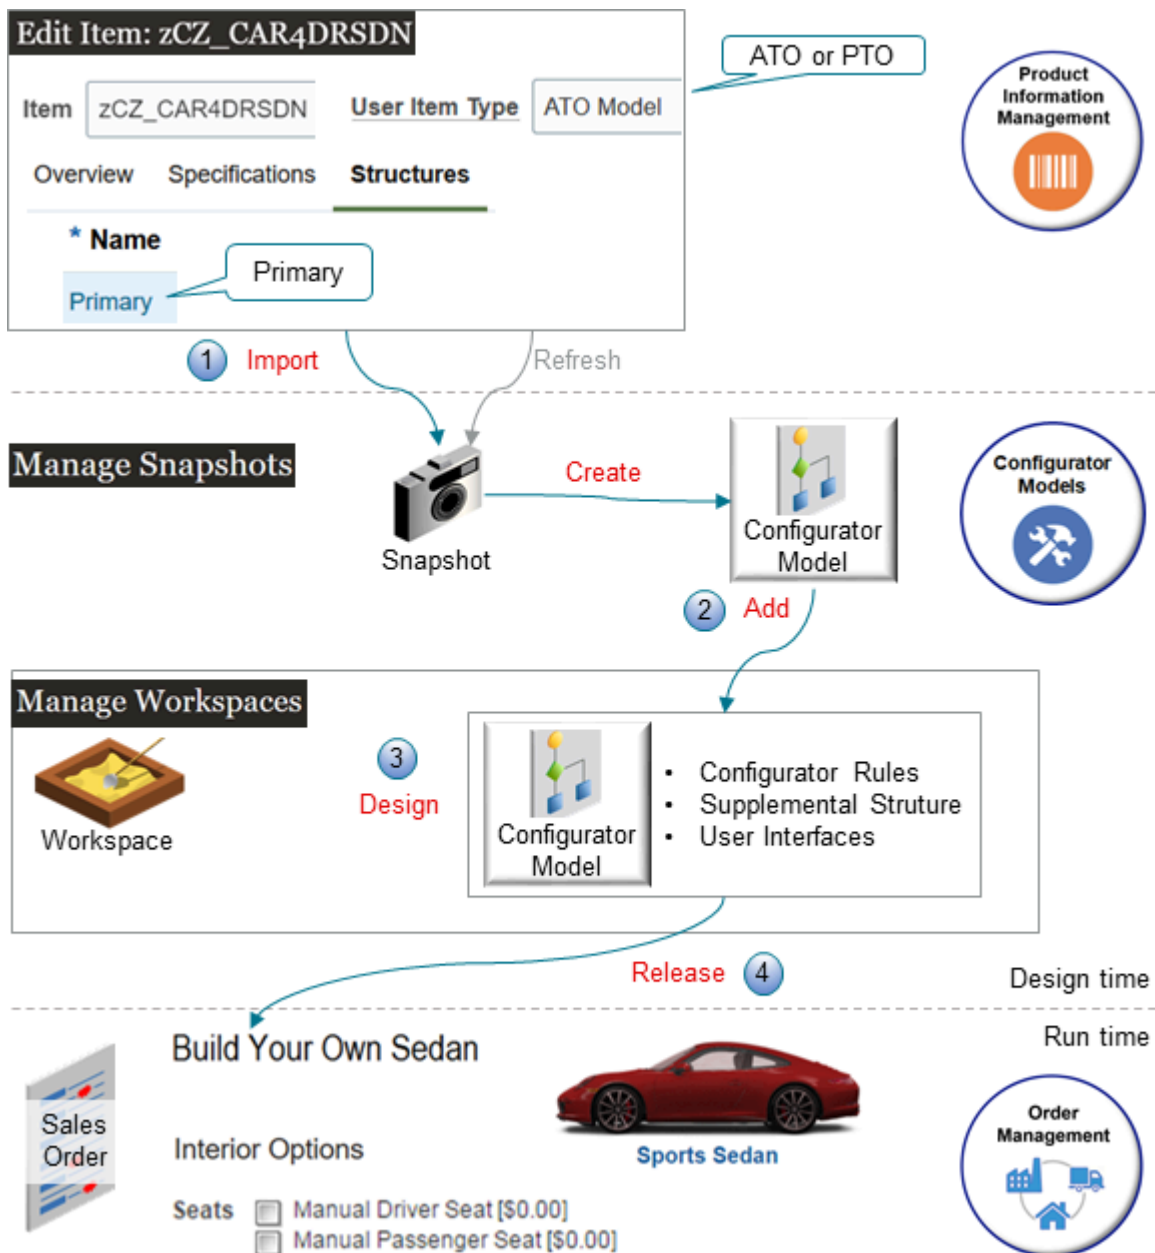 Edit Item: zCZ_CAR4DRSDN
ATO or PTO
Product
Information
Management
Item zCZ_CAR4DRSDN User Item Type ATO Model
Overview Specifications Structures
* Name
Primary
Primary
1 Import Refresh
Manage Snapshots
Create
Snapshot
Configurator
Model
Configurator
Models
2 Add
Manage Workspaces
Workspace
3
Design
Configurator
Model
• Configurator Rules
• Supplemental Struture
• User Interfaces
Release 4
Design time
Run time
Build Your Own Sedan
Sales
Order
Interior Options
Sports Sedan
Order
Management
Seats Manual Driver Seat [$0.00]
Manual Passenger Seat [$0.00]